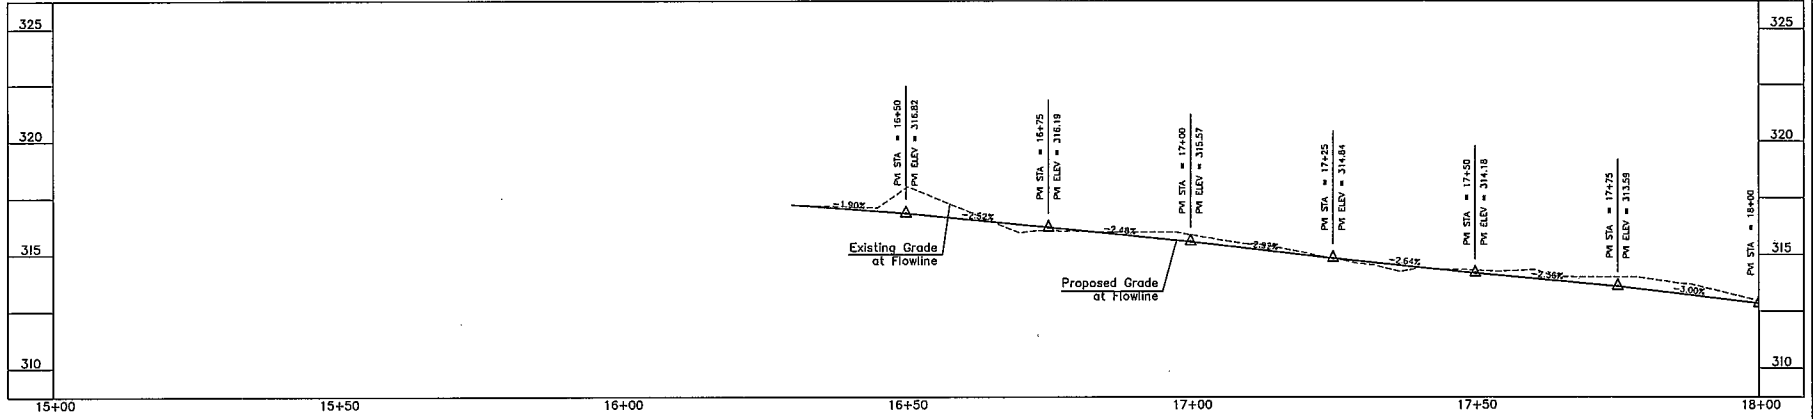 325
325
320
320
315
315
310
310
PVI STA = 16+50
PVI ELEV = 316.82
PVI STA = 16+75
PVI ELEV = 316.19
PVI STA = 17+00
PVI ELEV = 315.57
PVI STA = 17+25
PVI ELEV = 314.84
PVI STA = 17+50
PVI ELEV = 314.18
PVI STA = 17+75
PVI ELEV = 313.59
PVI STA = 18+00
-1.90%
-2.52%
-2.48%
-2.92%
-2.64%
-2.36%
-3.00%
Existing Grade
at Flowline
Proposed Grade
at Flowline
15+00
15+50
16+00
16+50
17+00
17+50
18+00